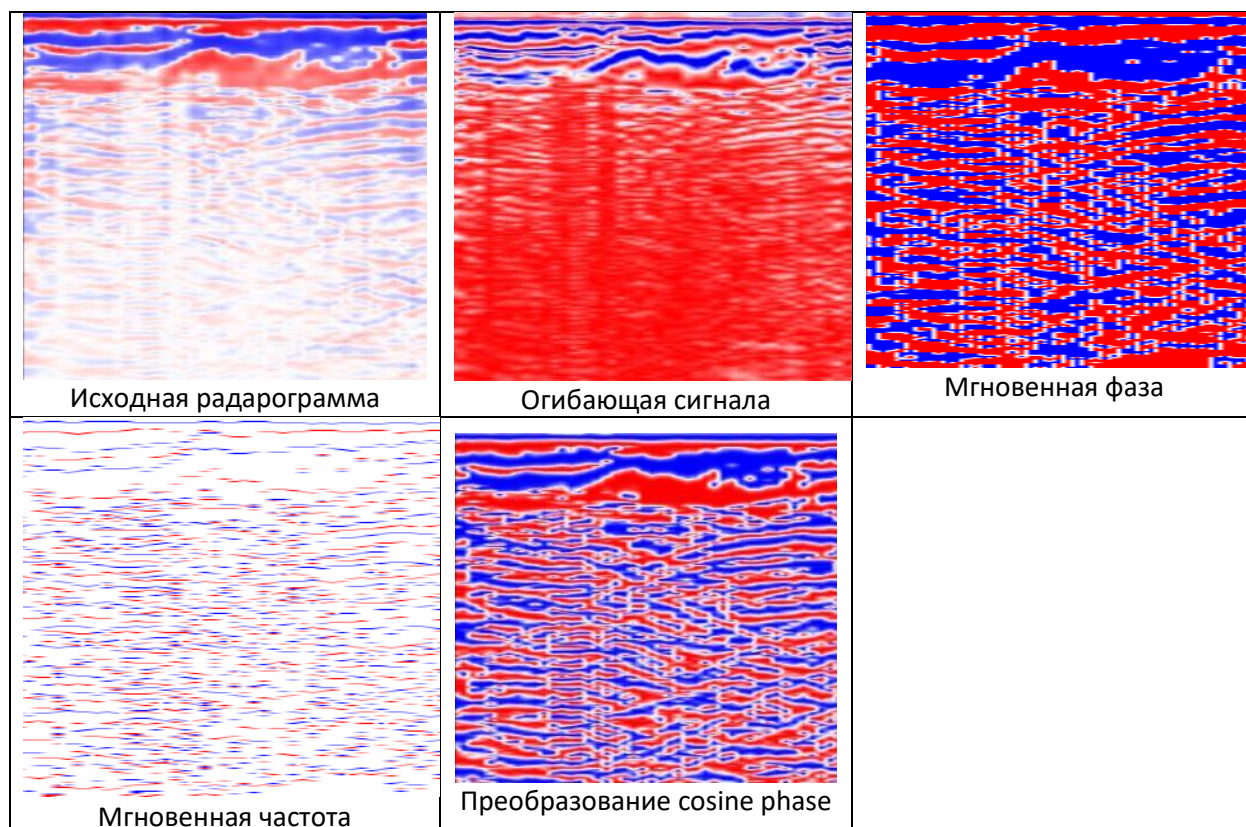 Исходная радарограмма
Огибающая сигнала
Мгновенная фаза
Мгновенная частота
Преобразование cosine phase